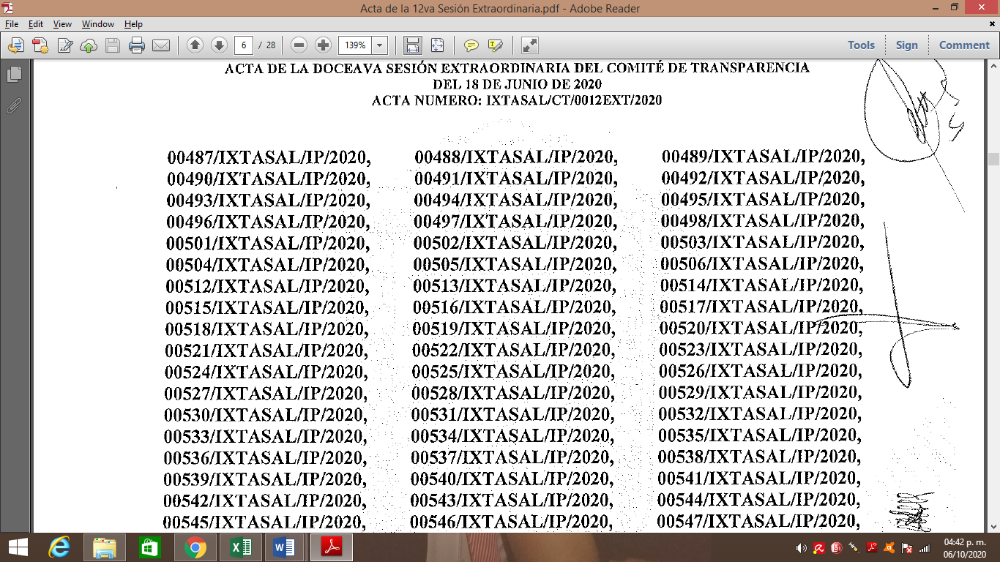 Acta de la 12va Sesión Extraordinaria.pdf - Adobe Reader
File Edit View Window Help
6 / 28 139% Tools Sign Comment
ACTA DE LA DOCEAVA SESIÓN EXTRAORDINARIA DEL COMITÉ DE TRANSPARENCIA
DEL 18 DE JUNIO DE 2020
ACTA NUMERO: IXTASAL/CT/0012EXT/2020
00487/IXTASAL/IP/2020, 00488/IXTASAL/IP/2020, 00489/IXTASAL/IP/2020,
00490/IXTASAL/IP/2020, 00491/IXTASAL/IP/2020, 00492/IXTASAL/IP/2020,
00493/IXTASAL/IP/2020, 00494/IXTASAL/IP/2020, 00495/IXTASAL/IP/2020,
00496/IXTASAL/IP/2020, 00497/IXTASAL/IP/2020, 00498/IXTASAL/IP/2020,
00501/IXTASAL/IP/2020, 00502/IXTASAL/IP/2020, 00503/IXTASAL/IP/2020,
00504/IXTASAL/IP/2020, 00505/IXTASAL/IP/2020, 00506/IXTASAL/IP/2020,
00512/IXTASAL/IP/2020, 00513/IXTASAL/IP/2020, 00514/IXTASAL/IP/2020,
00515/IXTASAL/IP/2020, 00516/IXTASAL/IP/2020, 00517/IXTASAL/IP/2020,
00518/IXTASAL/IP/2020, 00519/IXTASAL/IP/2020, 00520/IXTASAL/IP/2020,
00521/IXTASAL/IP/2020, 00522/IXTASAL/IP/2020, 00523/IXTASAL/IP/2020,
00524/IXTASAL/IP/2020, 00525/IXTASAL/IP/2020, 00526/IXTASAL/IP/2020,
00527/IXTASAL/IP/2020, 00528/IXTASAL/IP/2020, 00529/IXTASAL/IP/2020,
00530/IXTASAL/IP/2020, 00531/IXTASAL/IP/2020, 00532/IXTASAL/IP/2020,
00533/IXTASAL/IP/2020, 00534/IXTASAL/IP/2020, 00535/IXTASAL/IP/2020,
00536/IXTASAL/IP/2020, 00537/IXTASAL/IP/2020, 00538/IXTASAL/IP/2020,
00539/IXTASAL/IP/2020, 00540/IXTASAL/IP/2020, 00541/IXTASAL/IP/2020,
00542/IXTASAL/IP/2020, 00543/IXTASAL/IP/2020, 00544/IXTASAL/IP/2020,
00545/IXTASAL/IP/2020, 00546/IXTASAL/IP/2020, 00547/IXTASAL/IP/2020,
04:42 p. m.
06/10/2020